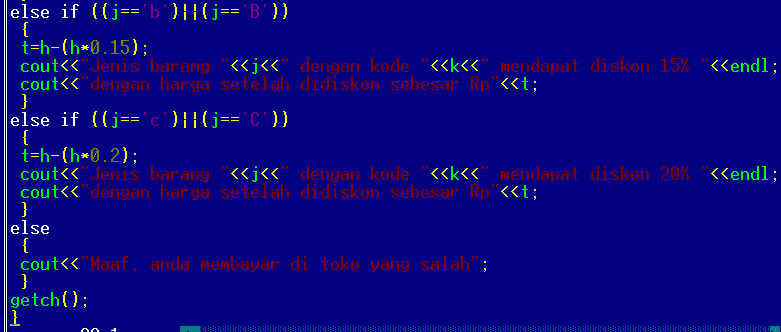 else if ((j=='b')||(j=='B'))
{
t=h-(h*0.15);
cout<<"Jenis barang "<<j<<" dengan kode "<<k<<" mendapat diskon 15% "<<endl;
cout<<"dengan harga setelah didiskon sebesar Rp"<<t;
}
else if ((j=='c')||(j=='C'))
{
t=h-(h*0.2);
cout<<"Jenis barang "<<j<<" dengan kode "<<k<<" mendapat diskon 20% "<<endl;
cout<<"dengan harga setelah didiskon sebesar Rp"<<t;
}
else
{
cout<<"Maaf, anda membayar di toko yang salah";
}
getch();
}